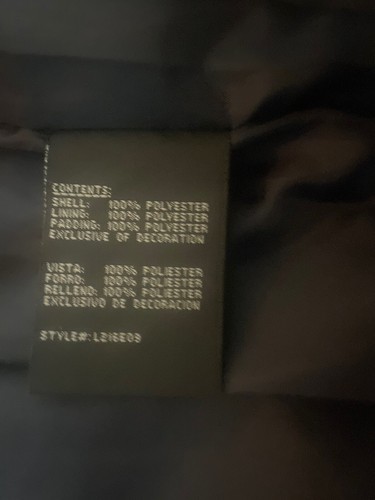 CONTENTS:
SHELL: 100% POLYESTER
LINING: 100% POLYESTER
PADDING: 100% POLYESTER
EXCLUSIVE OF DECORATION
VISTA: 100% POLIESTER
FORRO: 100% POLIESTER
RELLENO: 100% POLIESTER
EXCLUSIVO DE DECORACION
STYLE#: L216E09